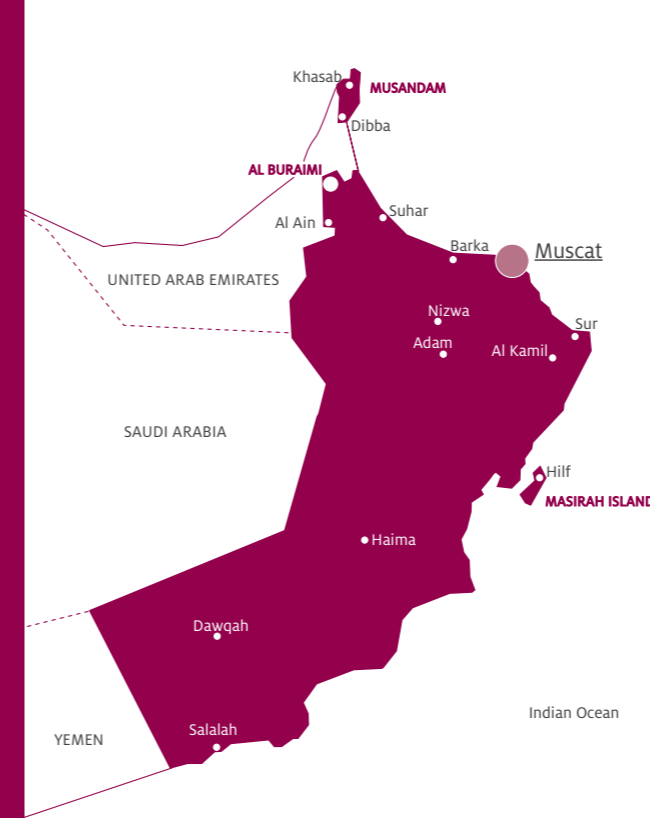 Khasab
MUSANDAM
Dibba
AL BURAIMI
Suhar
Al Ain
Barka
Muscat
UNITED ARAB EMIRATES
Nizwa
Sur
Adam
Al Kamil
SAUDI ARABIA
Hilf
MASIRAH ISLAND
Haima
Dawqah
Indian Ocean
Salalah
YEMEN